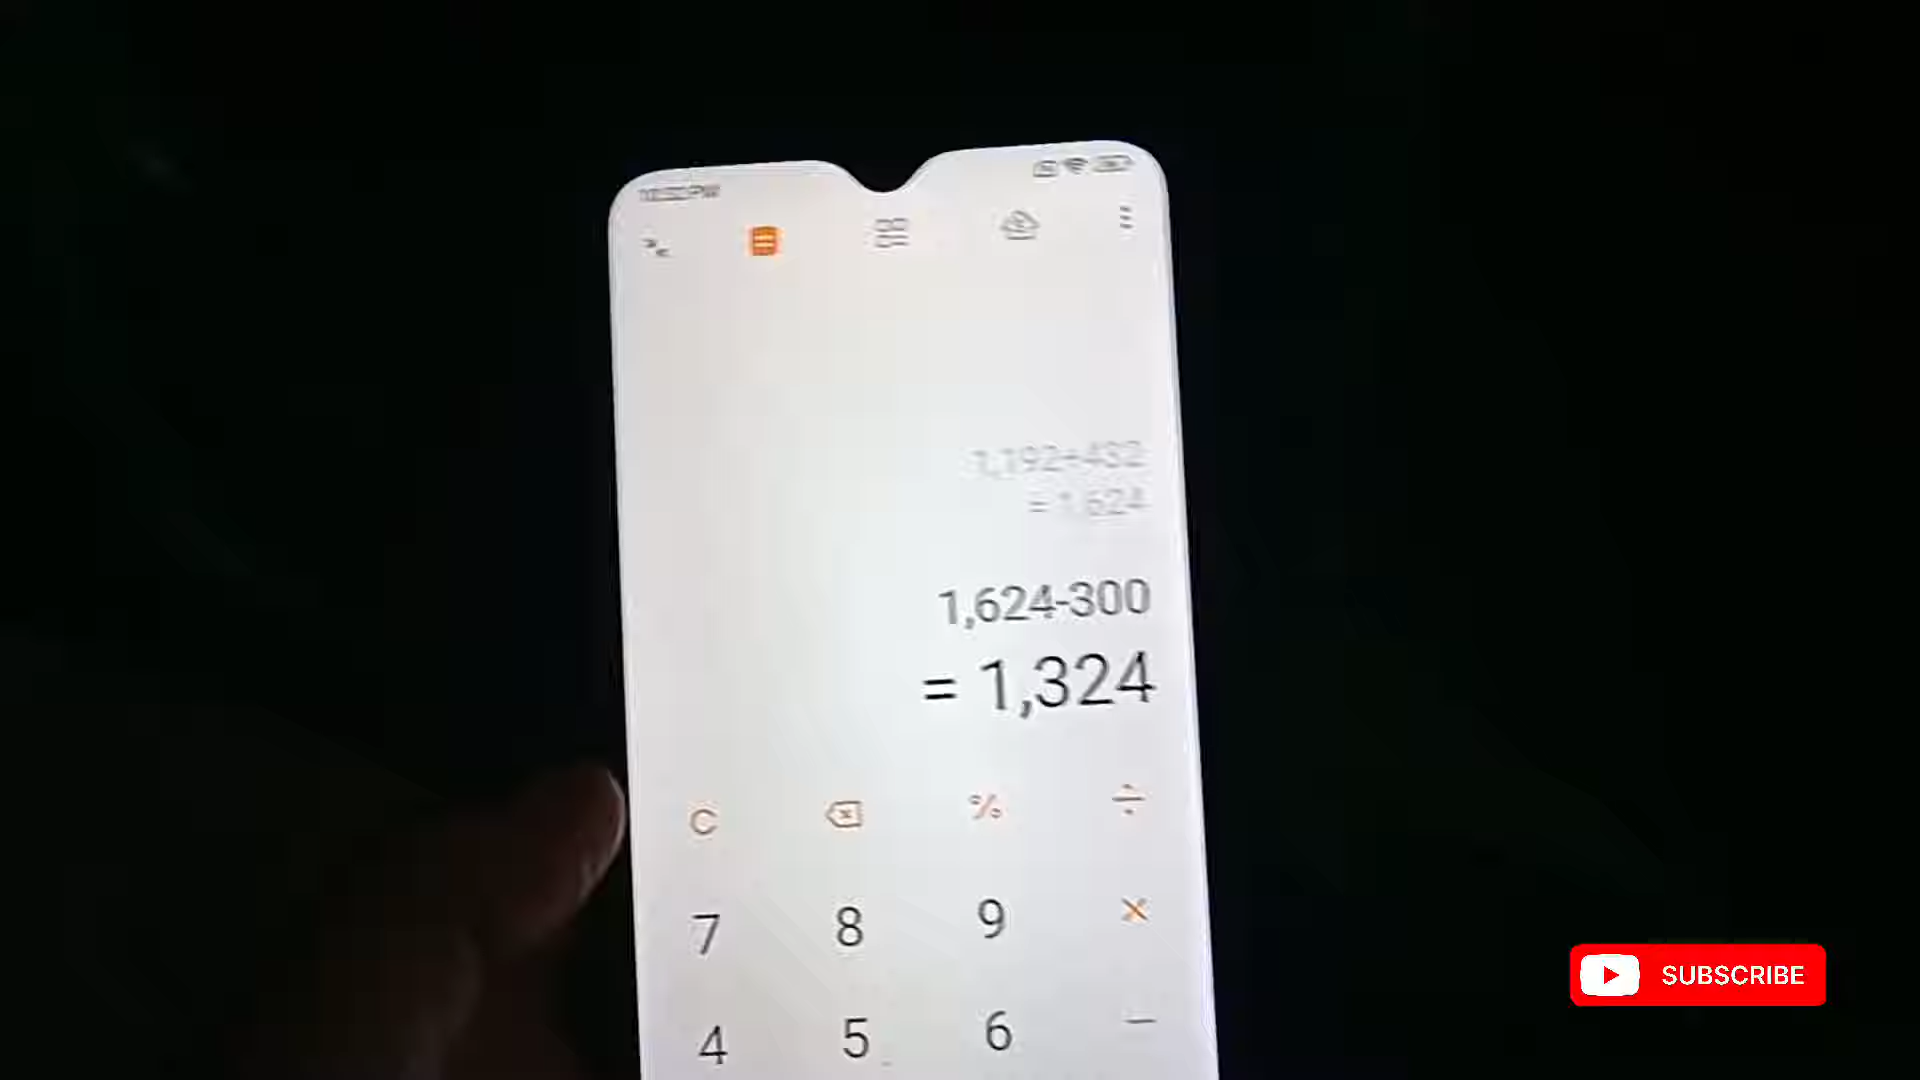 1,192+432
= 1,624
1,624-300
= 1,324
C % ÷
7 8 9 ×
4 5 6 −
SUBSCRIBE